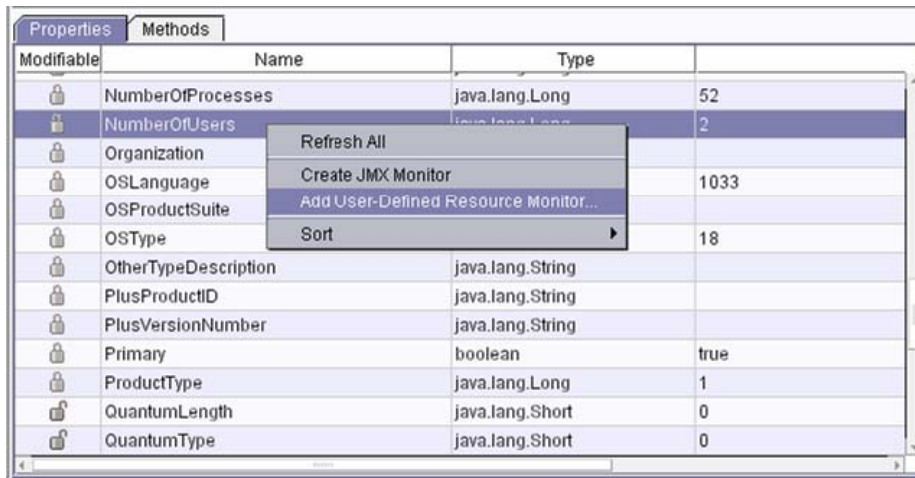 Properties Methods
Modifiable Name Type
NumberOfProcesses java.lang.Long 52
NumberOfUsers java.lang.Long 2
Refresh All
Organization
Create JMX Monitor
OSLanguage 1033
Add User-Defined Resource Monitor...
OSProductSuite
Sort
OSType 18
OtherTypeDescription java.lang.String
PlusProductID java.lang.String
PlusVersionNumber java.lang.String
Primary boolean true
ProductType java.lang.Long 1
QuantumLength java.lang.Short 0
QuantumType java.lang.Short 0